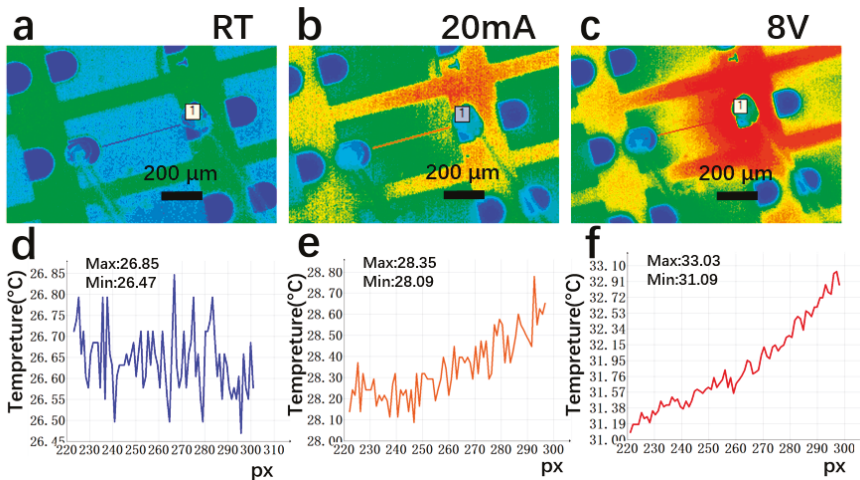 a RT
b 20mA
c 8V
1
200 μm
1
200 μm
1
200 μm
d
Max:26.85
Min:26.47
Tempreture(°C)
26.85
26.80
26.75
26.70
26.65
26.60
26.55
26.50
26.45
220 230 240 250 260 270 280 290 300 310
px
e
Max:28.35
Min:28.09
Tempreture(°C)
28.80
28.70
28.60
28.50
28.40
28.30
28.20
28.10
28.00
220 230 240 250 260 270 280 290 300
px
f
Max:33.03
Min:31.09
Tempreture(°C)
33.10
32.91
32.72
32.53
32.34
32.15
31.95
31.76
31.57
31.38
31.19
31.00
220 230 240 250 260 270 280 290 300
px